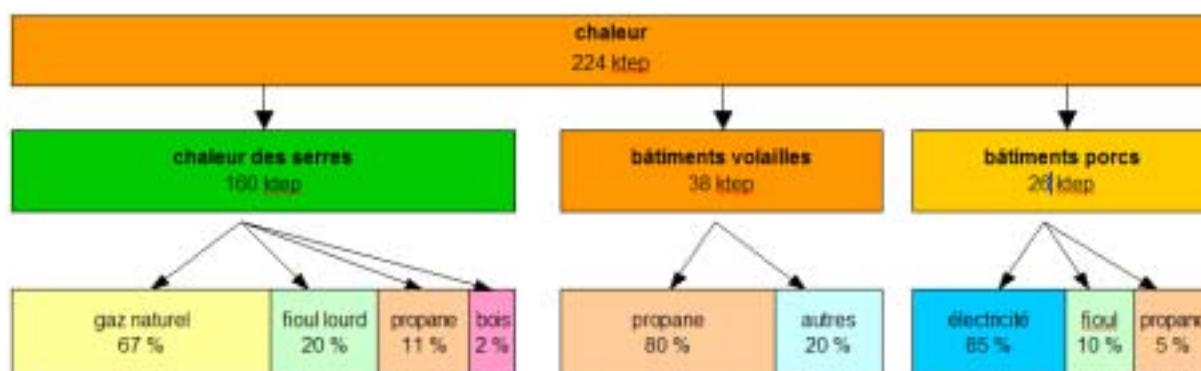 chaleur
224 ktep
chaleur des serres
160 ktep
bâtiments volailles
38 ktep
bâtiments porcs
26 ktep
gaz naturel
67 %
fioul lourd
20 %
propane
11 %
bois
2 %
propane
80 %
autres
20 %
électricité
85 %
fioul
10 %
propane
5 %